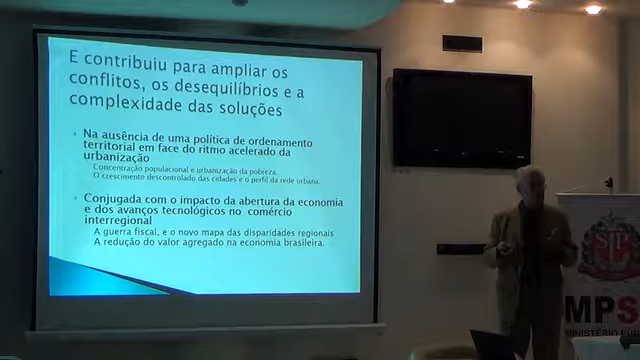 E contribuiu para ampliar os
conflitos, os desequilíbrios e a
complexidade das soluções
Na ausência de uma política de ordenamento
territorial em face do ritmo acelerado da
urbanização
Concentração populacional e urbanização da pobreza.
O crescimento descontrolado das cidades e o perfil da rede urbana.
Conjugada com o impacto da abertura da economia
e dos avanços tecnológicos no comércio
interregional
A guerra fiscal, e o novo mapa das disparidades regionais
A redução do valor agregado na economia brasileira.
MPS
MINISTÉRIO PÚB